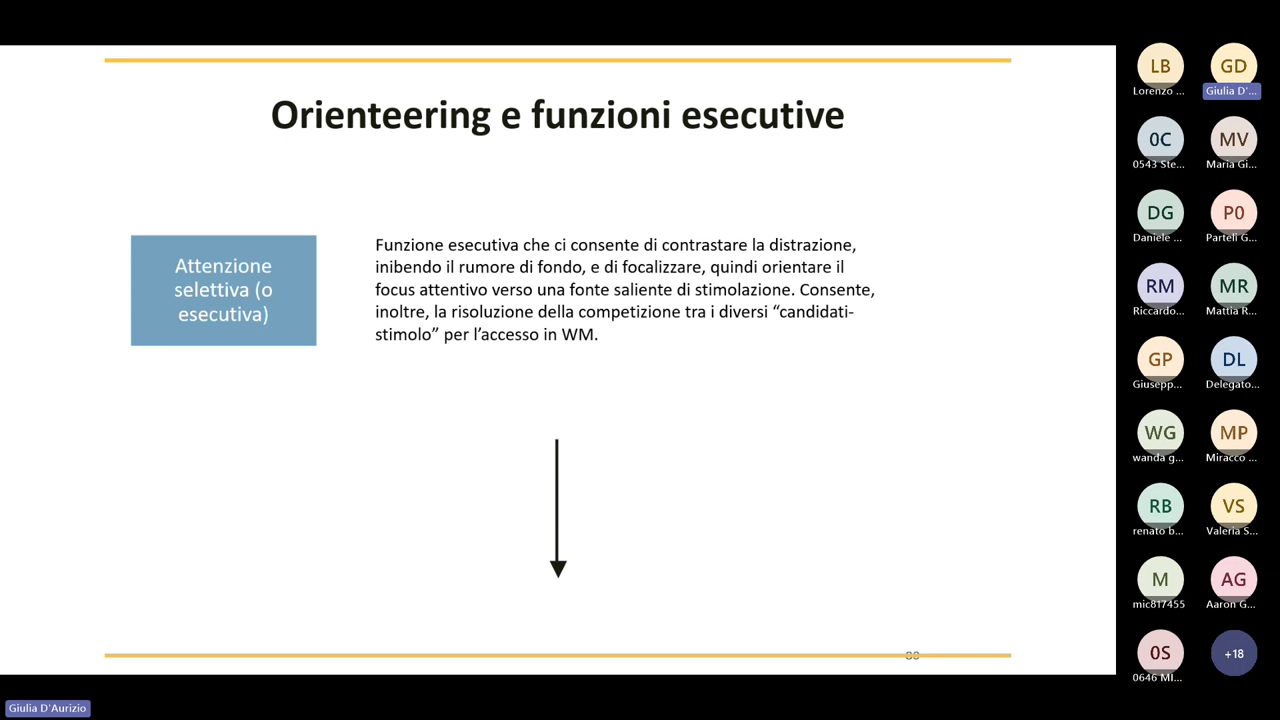 Orienteering e funzioni esecutive
Attenzione
selettiva (o
esecutiva)
Funzione esecutiva che ci consente di contrastare la distrazione,
inibendo il rumore di fondo, e di focalizzare, quindi orientare il
focus attentivo verso una fonte saliente di stimolazione. Consente,
inoltre, la risoluzione della competizione tra i diversi “candidati-
stimolo” per l’accesso in WM.
LB
Lorenzo ...
GD
Giulia D'...
0C
0543 Ste...
MV
Maria Gi...
DG
Daniele ...
P0
Parteli G...
RM
Riccardo...
MR
Mattia R...
GP
Giusepp...
DL
Delegato...
WG
wanda g...
MP
Miracco ...
RB
renato b...
VS
Valeria S...
M
mic817455
AG
Aaron G...
0S
0646 MI...
+18
Giulia D'Aurizio